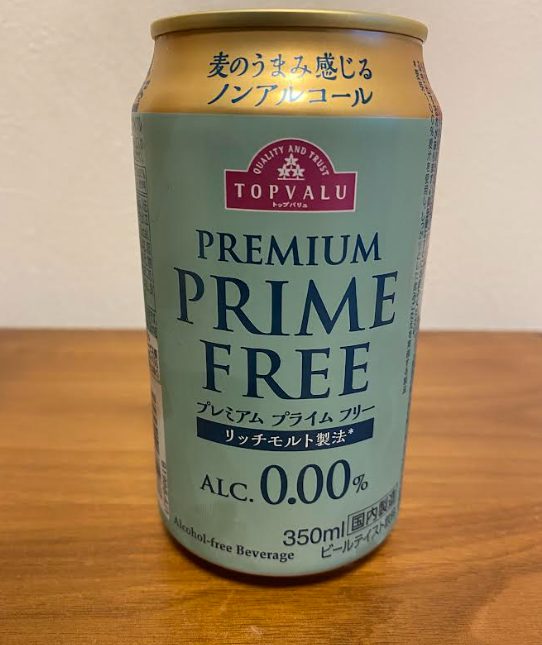 麦のうまみ感じる
ノンアルコール
QUALITY AND TRUST
TOPVALU
トップバリュ
PREMIUM
PRIME
FREE
プレミアム プライム フリー
リッチモルト製法*
ALC. 0.00%
350ml 国内製造
Alcohol-free Beverage
ビールテイスト